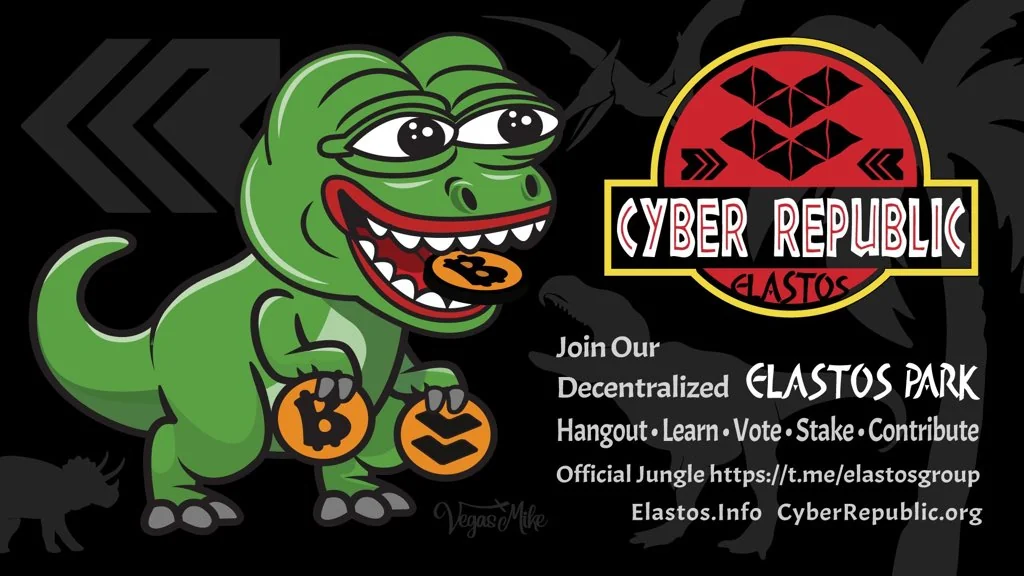 CYBER REPUBLIC
ELASTOS
Join Our
Decentralized ELASTOS PARK
Hangout • Learn • Vote • Stake • Contribute
Official Jungle https://t.me/elastosgroup
Elastos.Info CyberRepublic.org
Vegas Mike